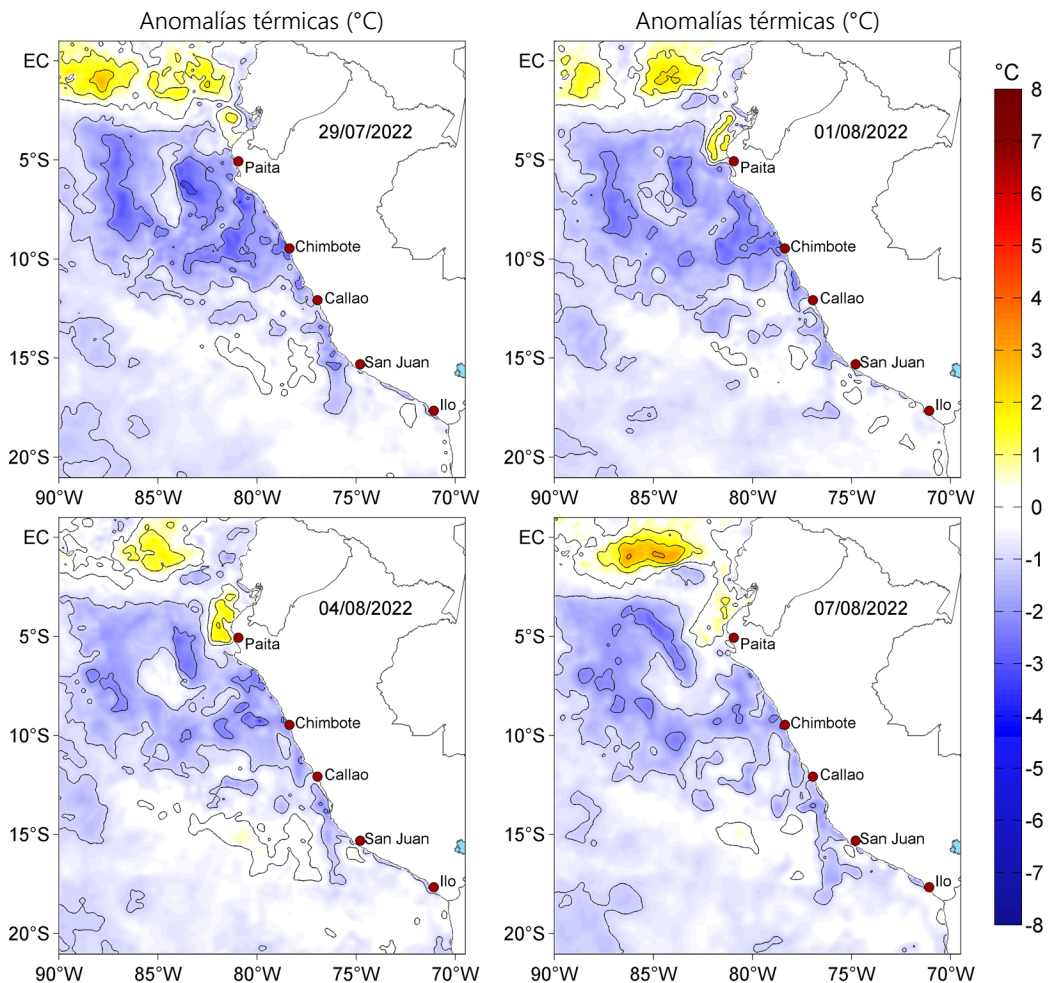 Anomalías térmicas (°C)
Anomalías térmicas (°C)
EC
5°S
10°S
15°S
20°S
29/07/2022
Paita
Chimbote
Callao
San Juan
Ilo
90°W
85°W
80°W
75°W
70°W
EC
5°S
10°S
15°S
20°S
01/08/2022
Paita
Chimbote
Callao
San Juan
Ilo
90°W
85°W
80°W
75°W
70°W
°C
8
7
6
5
4
3
2
1
0
-1
-2
-3
-4
-5
-6
-7
-8
EC
5°S
10°S
15°S
20°S
04/08/2022
Paita
Chimbote
Callao
San Juan
Ilo
90°W
85°W
80°W
75°W
70°W
EC
5°S
10°S
15°S
20°S
07/08/2022
Paita
Chimbote
Callao
San Juan
Ilo
90°W
85°W
80°W
75°W
70°W